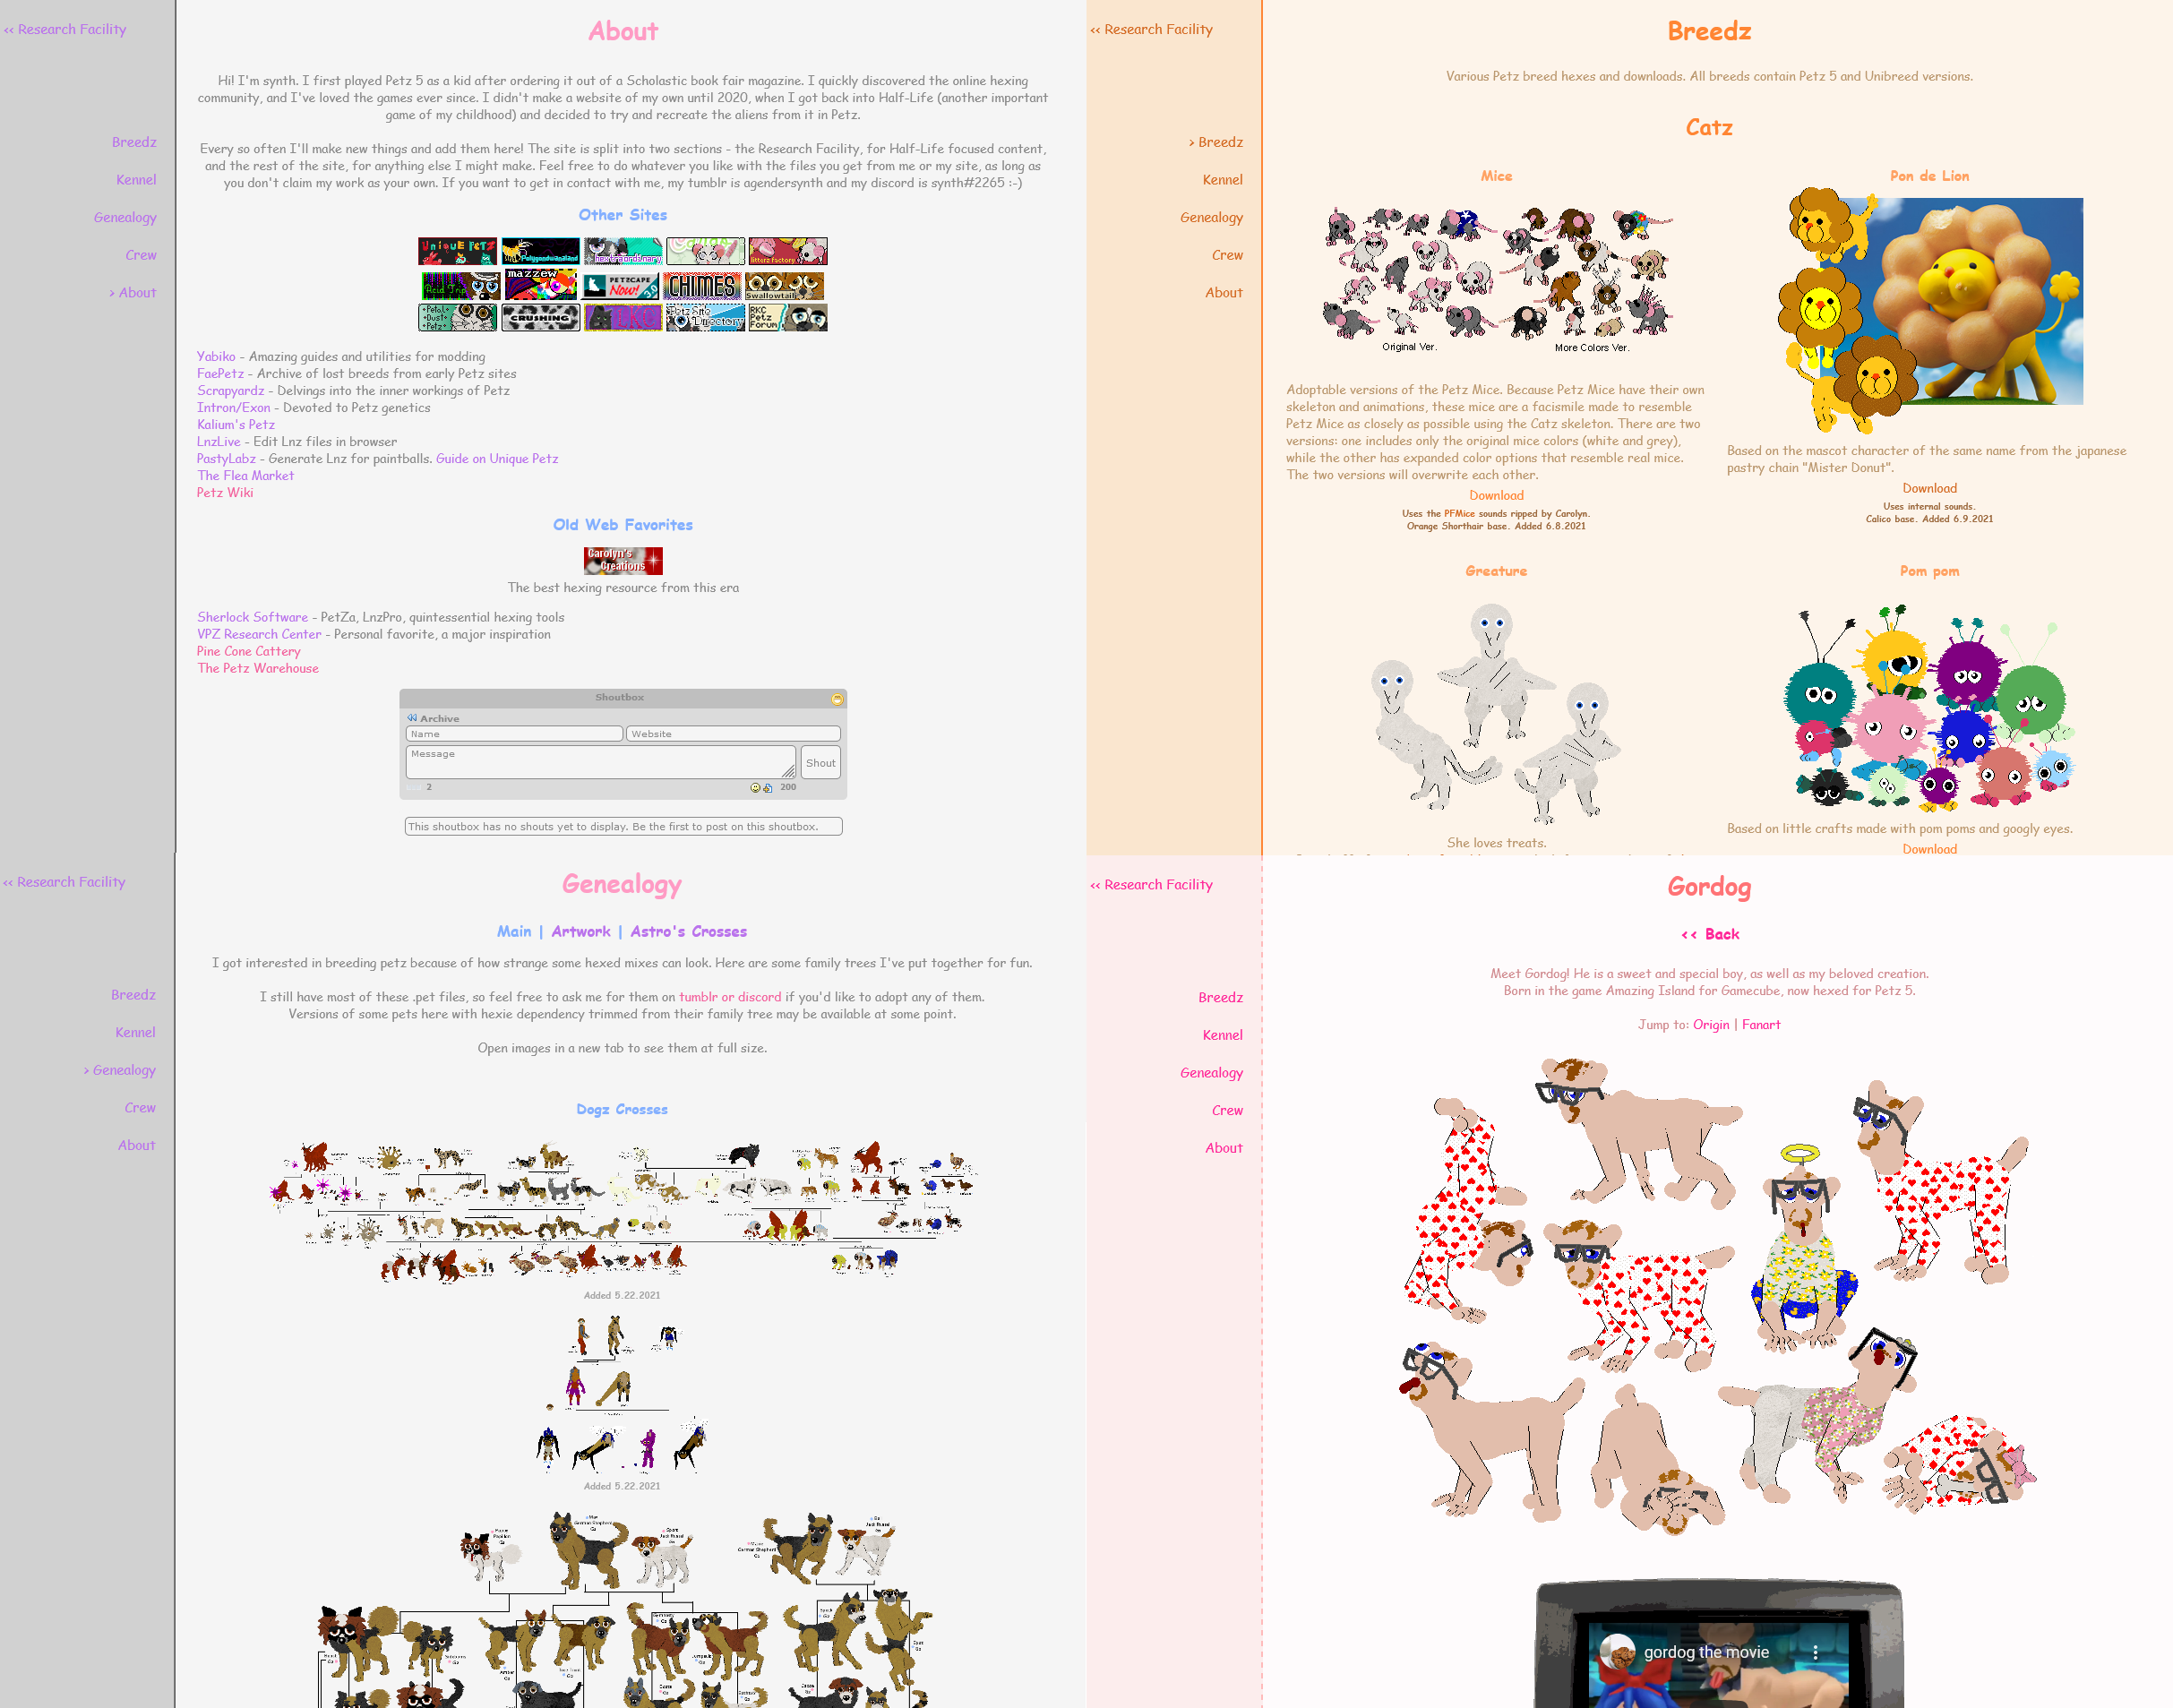 << Research Facility
Breedz
Kennel
Genealogy
Crew
> About
About
Hi! I'm synth. I first played Petz 5 as a kid after ordering it out of a Scholastic book fair magazine. I quickly discovered the online hexing
community, and I've loved the games ever since. I didn't make a website of my own until 2020, when I got back into Half-Life (another important
game of my childhood) and decided to try and recreate the aliens from it in Petz.
Every so often I'll make new things and add them here! The site is split into two sections - the Research Facility, for Half-Life focused content,
and the rest of the site, for anything else I might make. Feel free to do whatever you like with the files you get from me or my site, as long as
you don't claim my work as your own. If you want to get in contact with me, my tumblr is agendersynth and my discord is synth#2265 :-)
Other Sites
UNIQUE PETZ
Polygondwanaland
hextraordinary
litterz factory
Acid Trip
mazzew
PETZCAPE
Now! 3.0
CHIMES
Swallowtail
Petal
Dust
Petz
CRUSHING
Petz Site
Directory
RKC
Petz
Forum
Yabiko - Amazing guides and utilities for modding
FaePetz - Archive of lost breeds from early Petz sites
Scrapyardz - Delvings into the inner workings of Petz
Intron/Exon - Devoted to Petz genetics
Kalium's Petz
LnzLive - Edit Lnz files in browser
PastyLabz - Generate Lnz for paintballs. Guide on Unique Petz
The Flea Market
Petz Wiki
Old Web Favorites
Carolyn's
Creations
The best hexing resource from this era
Sherlock Software - PetZa, LnzPro, quintessential hexing tools
VPZ Research Center - Personal favorite, a major inspiration
Pine Cone Cattery
The Petz Warehouse
Shoutbox
Archive
Name
Website
Message
Shout
2
200
This shoutbox has no shouts yet to display. Be the first to post on this shoutbox.
<< Research Facility
> Breedz
Kennel
Genealogy
Crew
About
Breedz
Various Petz breed hexes and downloads. All breeds contain Petz 5 and Unibreed versions.
Catz
Mice
Original Ver.
More Colors Ver.
Adoptable versions of the Petz Mice. Because Petz Mice have their own
skeleton and animations, these mice are a facismile made to resemble
Petz Mice as closely as possible using the Catz skeleton. There are two
versions: one includes only the original mice colors (white and grey),
while the other has expanded color options that resemble real mice.
The two versions will overwrite each other.
Download
Uses the PFMice sounds ripped by Carolyn.
Orange Shorthair base. Added 6.8.2021
Pon de Lion
Based on the mascot character of the same name from the japanese
pastry chain "Mister Donut".
Download
Uses internal sounds.
Calico base. Added 6.9.2021
Greature
She loves treats.
Pom pom
Based on little crafts made with pom poms and googly eyes.
Download
<< Research Facility
Breedz
Kennel
> Genealogy
Crew
About
Genealogy
Main | Artwork | Astro's Crosses
I got interested in breeding petz because of how strange some hexed mixes can look. Here are some family trees I've put together for fun.
I still have most of these .pet files, so feel free to ask me for them on tumblr or discord if you'd like to adopt any of them.
Versions of some pets here with hexie dependency trimmed from their family tree may be available at some point.
Open images in a new tab to see them at full size.
Dogz Crosses
Added 5.22.2021
Added 5.22.2021
<< Research Facility
Breedz
Kennel
Genealogy
Crew
About
Gordog
<< Back
Meet Gordog! He is a sweet and special boy, as well as my beloved creation.
Born in the game Amazing Island for Gamecube, now hexed for Petz 5.
Jump to: Origin | Fanart
gordog the movie